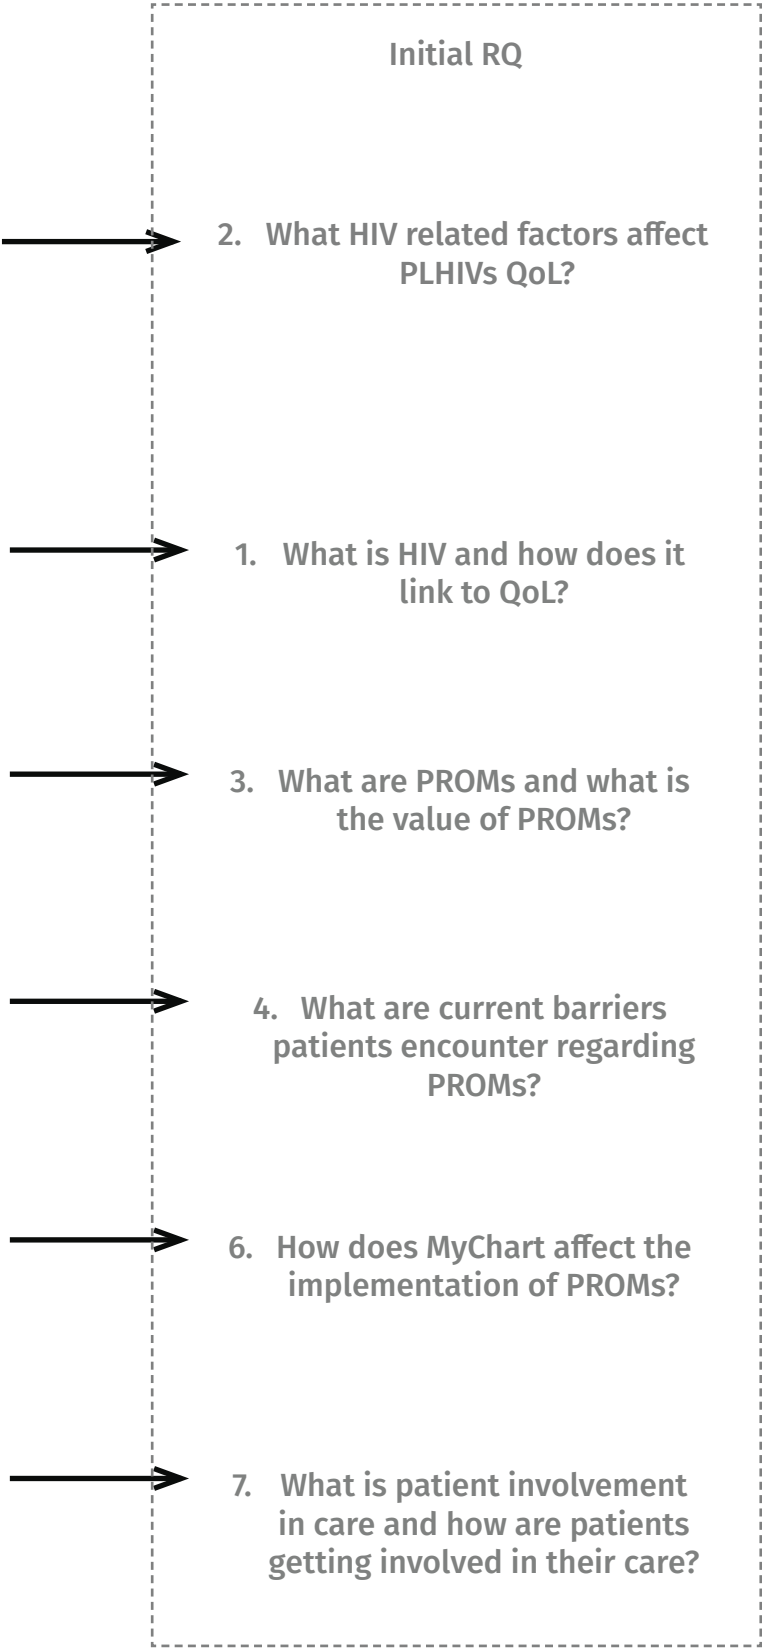 Initial RQ
2. What HIV related factors affect
PLHIVs QoL?
1. What is HIV and how does it
link to QoL?
3. What are PROMs and what is
the value of PROMs?
4. What are current barriers
patients encounter regarding
PROMs?
6. How does MyChart affect the
implementation of PROMs?
7. What is patient involvement
in care and how are patients
getting involved in their care?